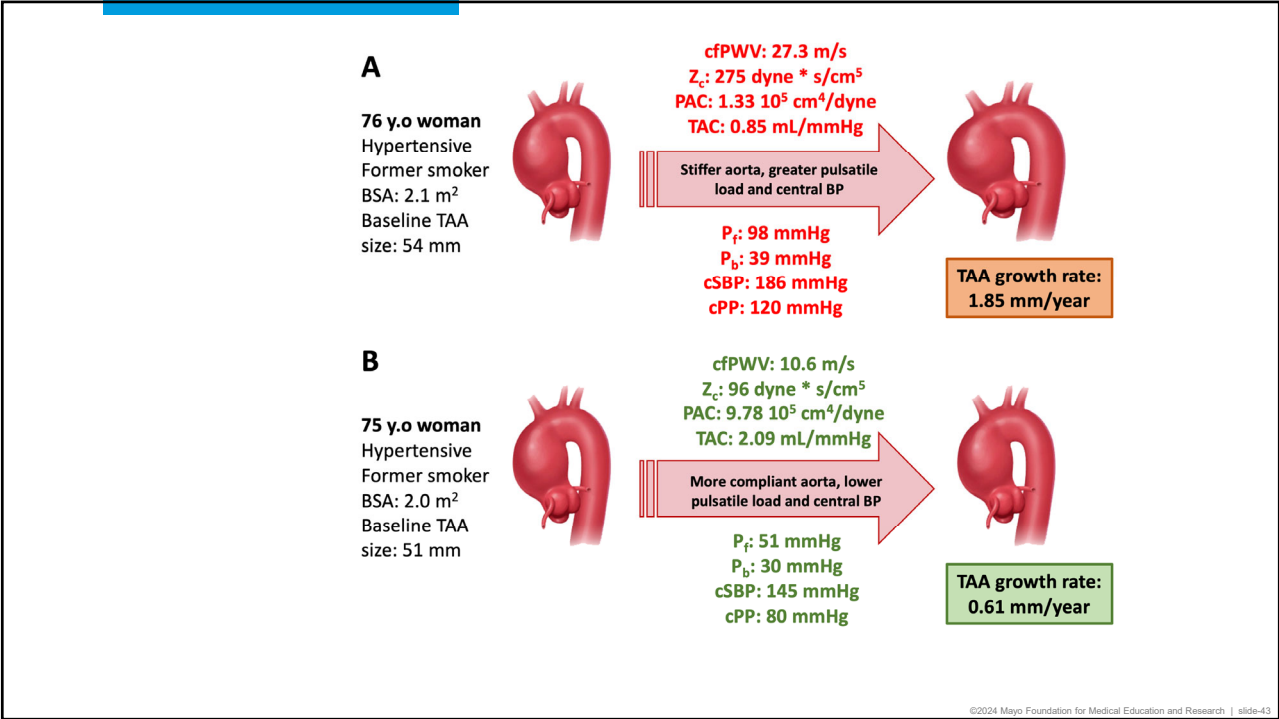 A
76 y.o woman
Hypertensive
Former smoker
BSA: 2.1 m²
Baseline TAA
size: 54 mm
cfPWV: 27.3 m/s
Zc: 275 dyne * s/cm⁵
PAC: 1.33 10⁵ cm⁴/dyne
TAC: 0.85 mL/mmHg
Stiffer aorta, greater pulsatile
load and central BP
Pf: 98 mmHg
Pb: 39 mmHg
cSBP: 186 mmHg
cPP: 120 mmHg
TAA growth rate:
1.85 mm/year
B
75 y.o woman
Hypertensive
Former smoker
BSA: 2.0 m²
Baseline TAA
size: 51 mm
cfPWV: 10.6 m/s
Zc: 96 dyne * s/cm⁵
PAC: 9.78 10⁵ cm⁴/dyne
TAC: 2.09 mL/mmHg
More compliant aorta, lower
pulsatile load and central BP
Pf: 51 mmHg
Pb: 30 mmHg
cSBP: 145 mmHg
cPP: 80 mmHg
TAA growth rate:
0.61 mm/year
©2024 Mayo Foundation for Medical Education and Research | slide-43